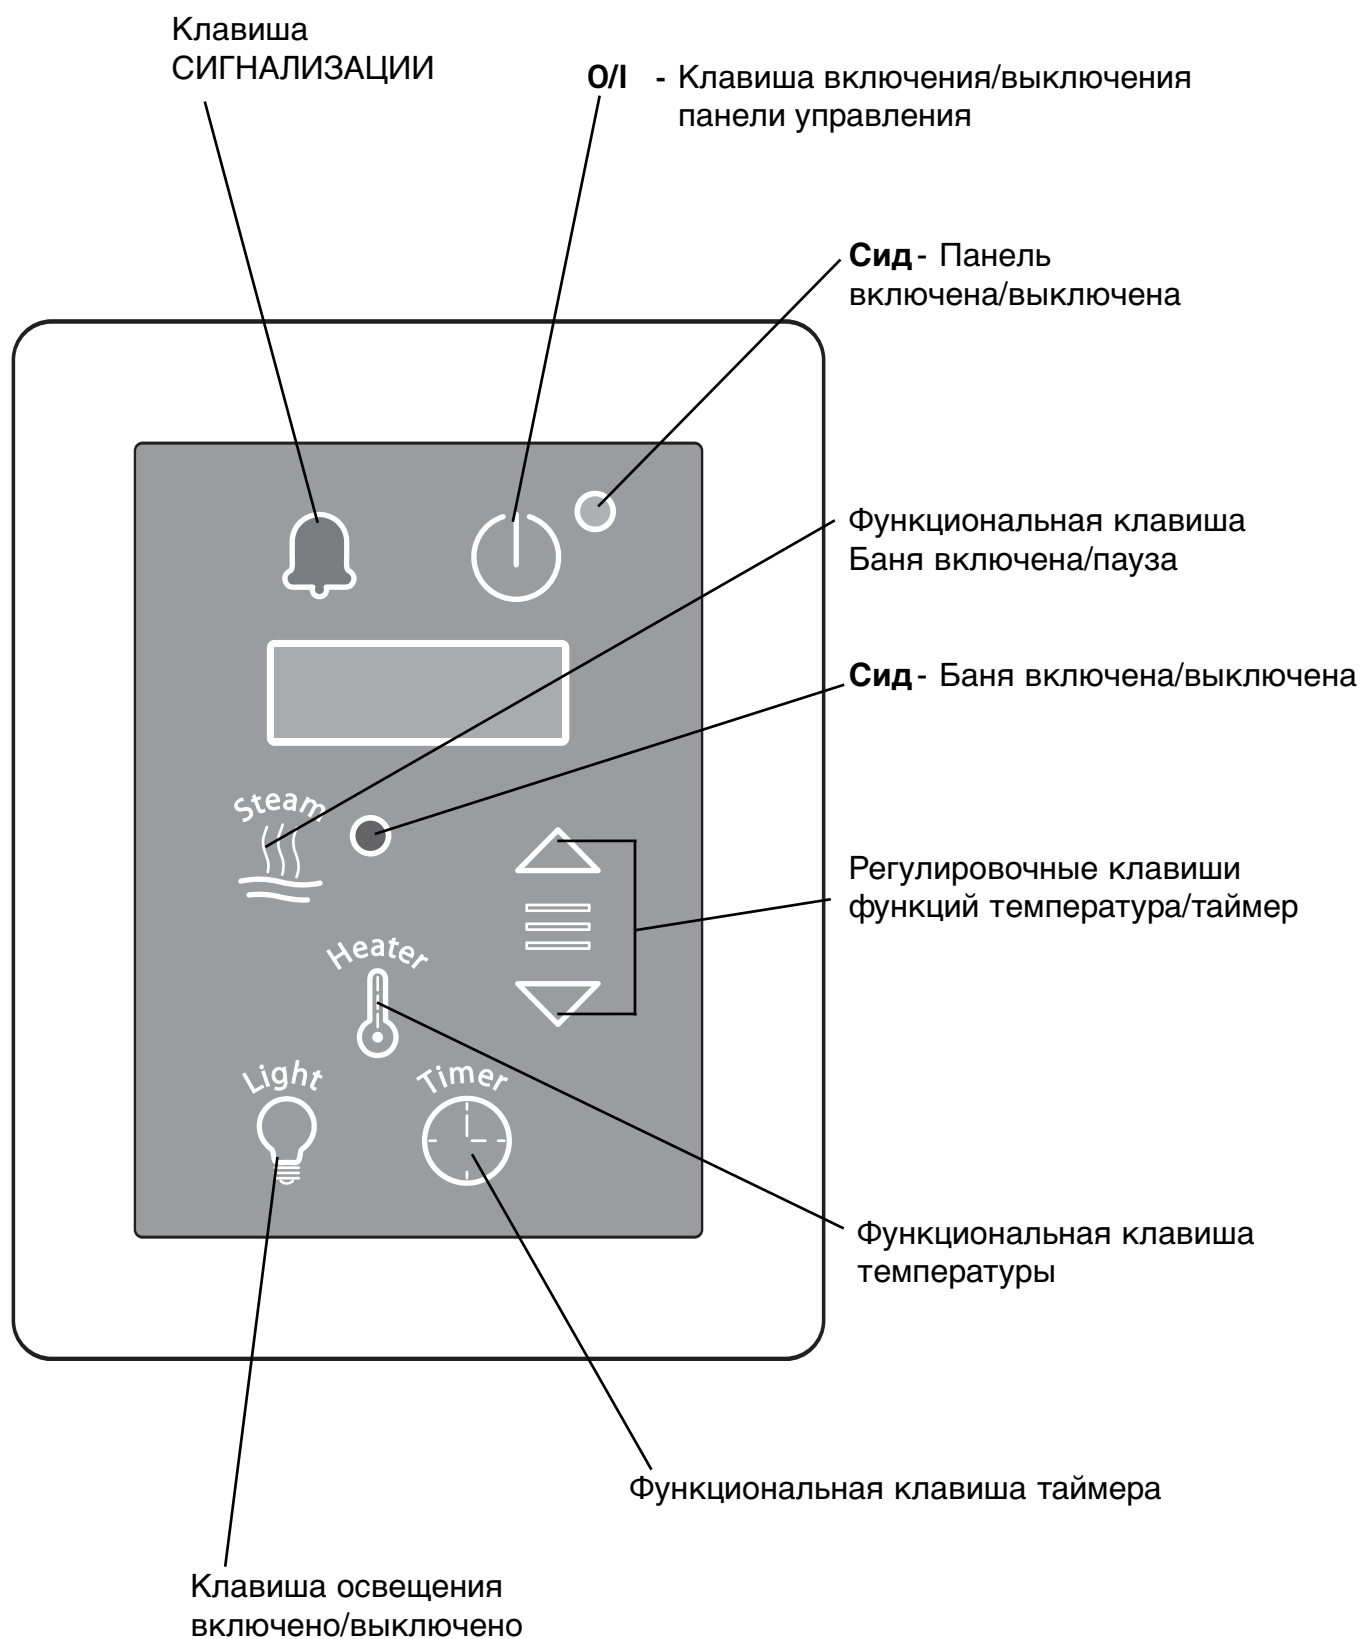 Клавиша
СИГНАЛИЗАЦИИ
O/I - Клавиша включения/выключения
панели управления
Сид - Панель
включена/выключена
Функциональная клавиша
Баня включена/пауза
Сид - Баня включена/выключена
Steam
Регулировочные клавиши
функций температура/таймер
Heater
Light
Timer
Функциональная клавиша
температуры
Функциональная клавиша таймера
Клавиша освещения
включено/выключено